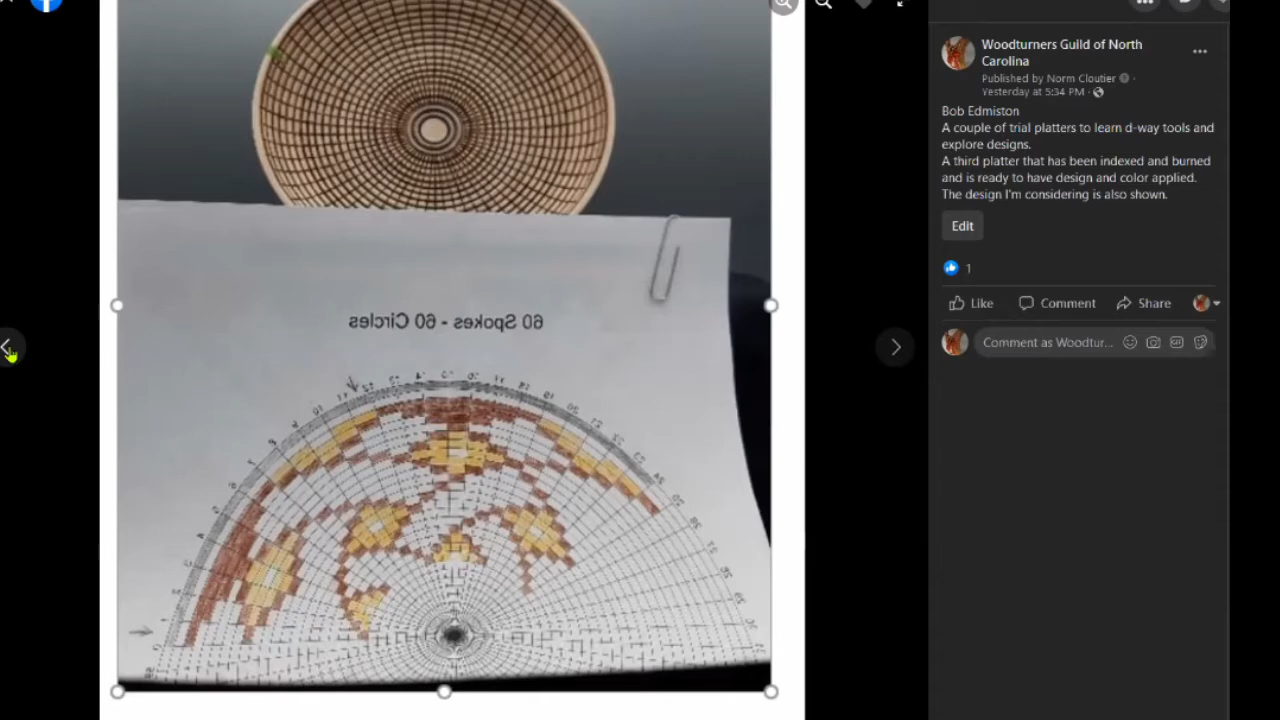 Woodturners Guild of North
Carolina
Published by Norm Cloutier
Yesterday at 5:34 PM
Bob Edmiston
A couple of trial platters to learn d-way tools and
explore designs.
A third platter that has been indexed and burned
and is ready to have design and color applied.
The design I'm considering is also shown.
Edit
1
Like
Comment
Share
Comment as Woodtur...
60 Spokes - 60 Circles